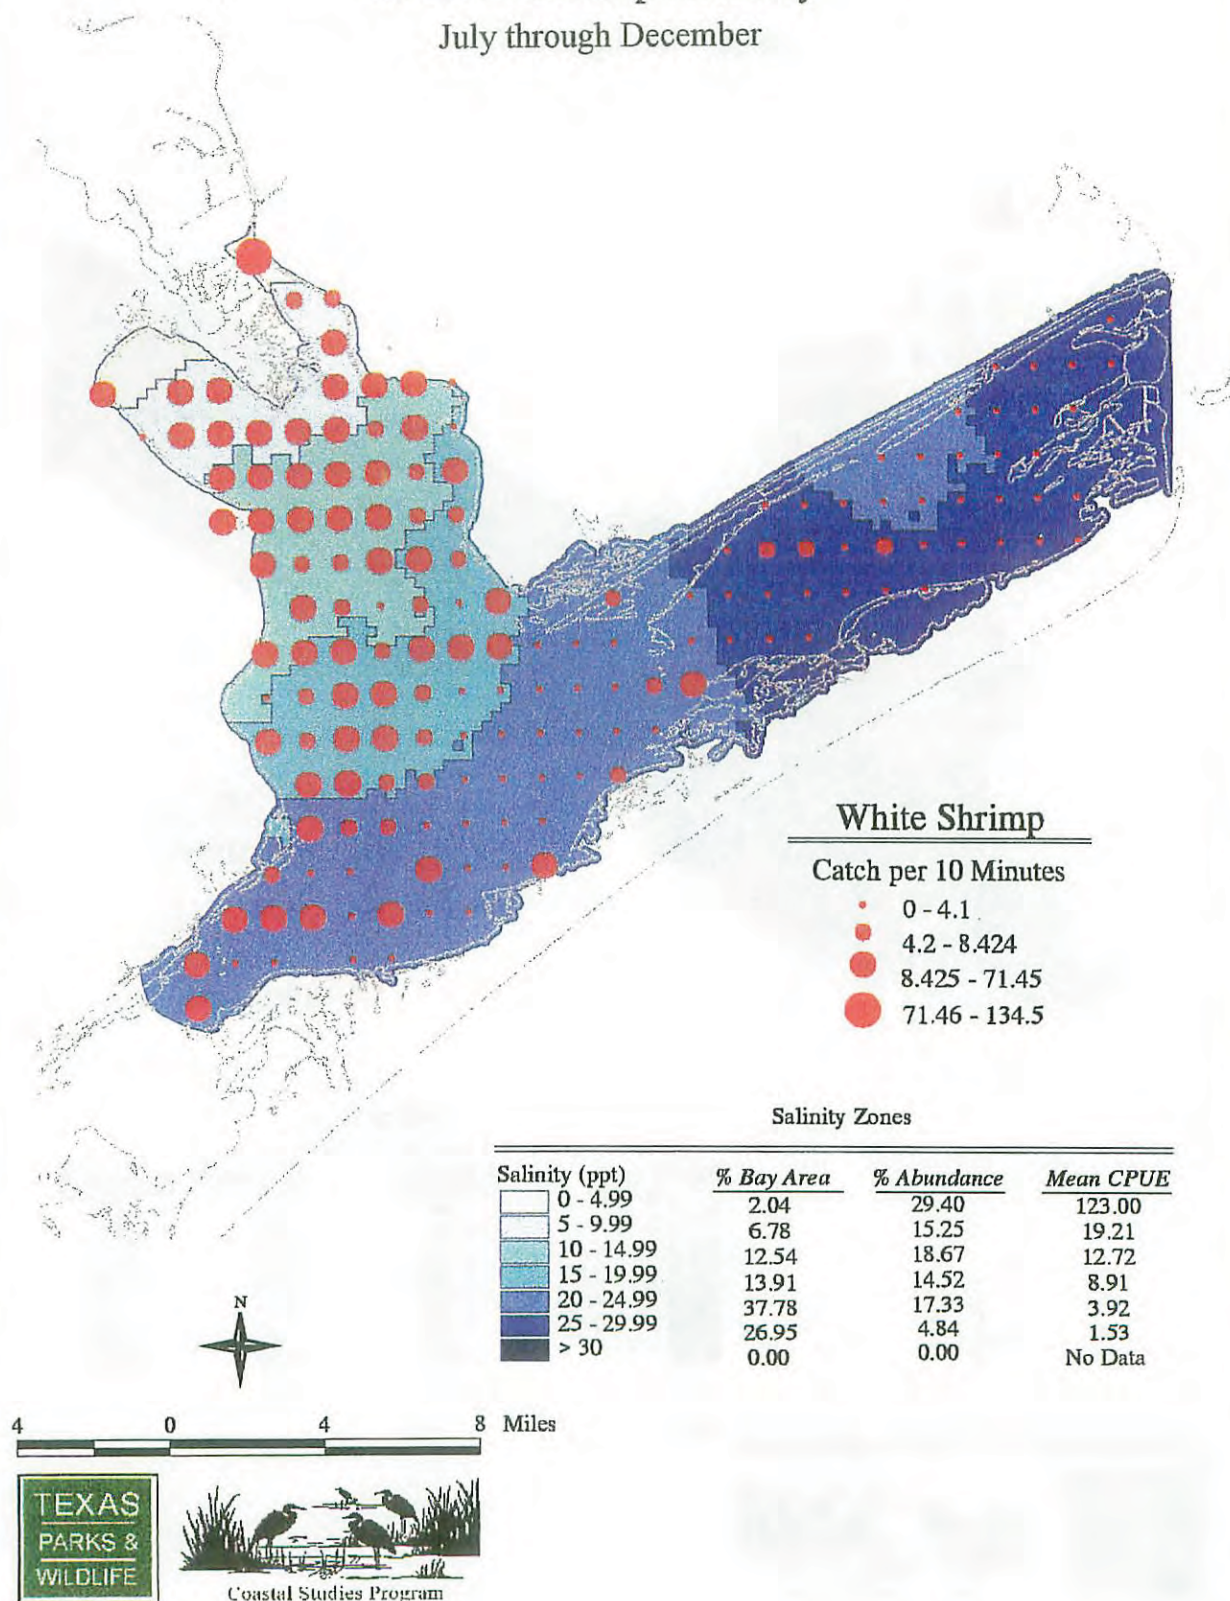 July through December
White Shrimp
Catch per 10 Minutes
0 - 4.1
4.2 - 8.424
8.425 - 71.45
71.46 - 134.5
Salinity Zones
Salinity (ppt) % Bay Area % Abundance Mean CPUE
0 - 4.99 2.04 29.40 123.00
5 - 9.99 6.78 15.25 19.21
10 - 14.99 12.54 18.67 12.72
15 - 19.99 13.91 14.52 8.91
20 - 24.99 37.78 17.33 3.92
25 - 29.99 26.95 4.84 1.53
> 30 0.00 0.00 No Data
N
4 0 4 8 Miles
TEXAS
PARKS &
WILDLIFE
Coastal Studies Program